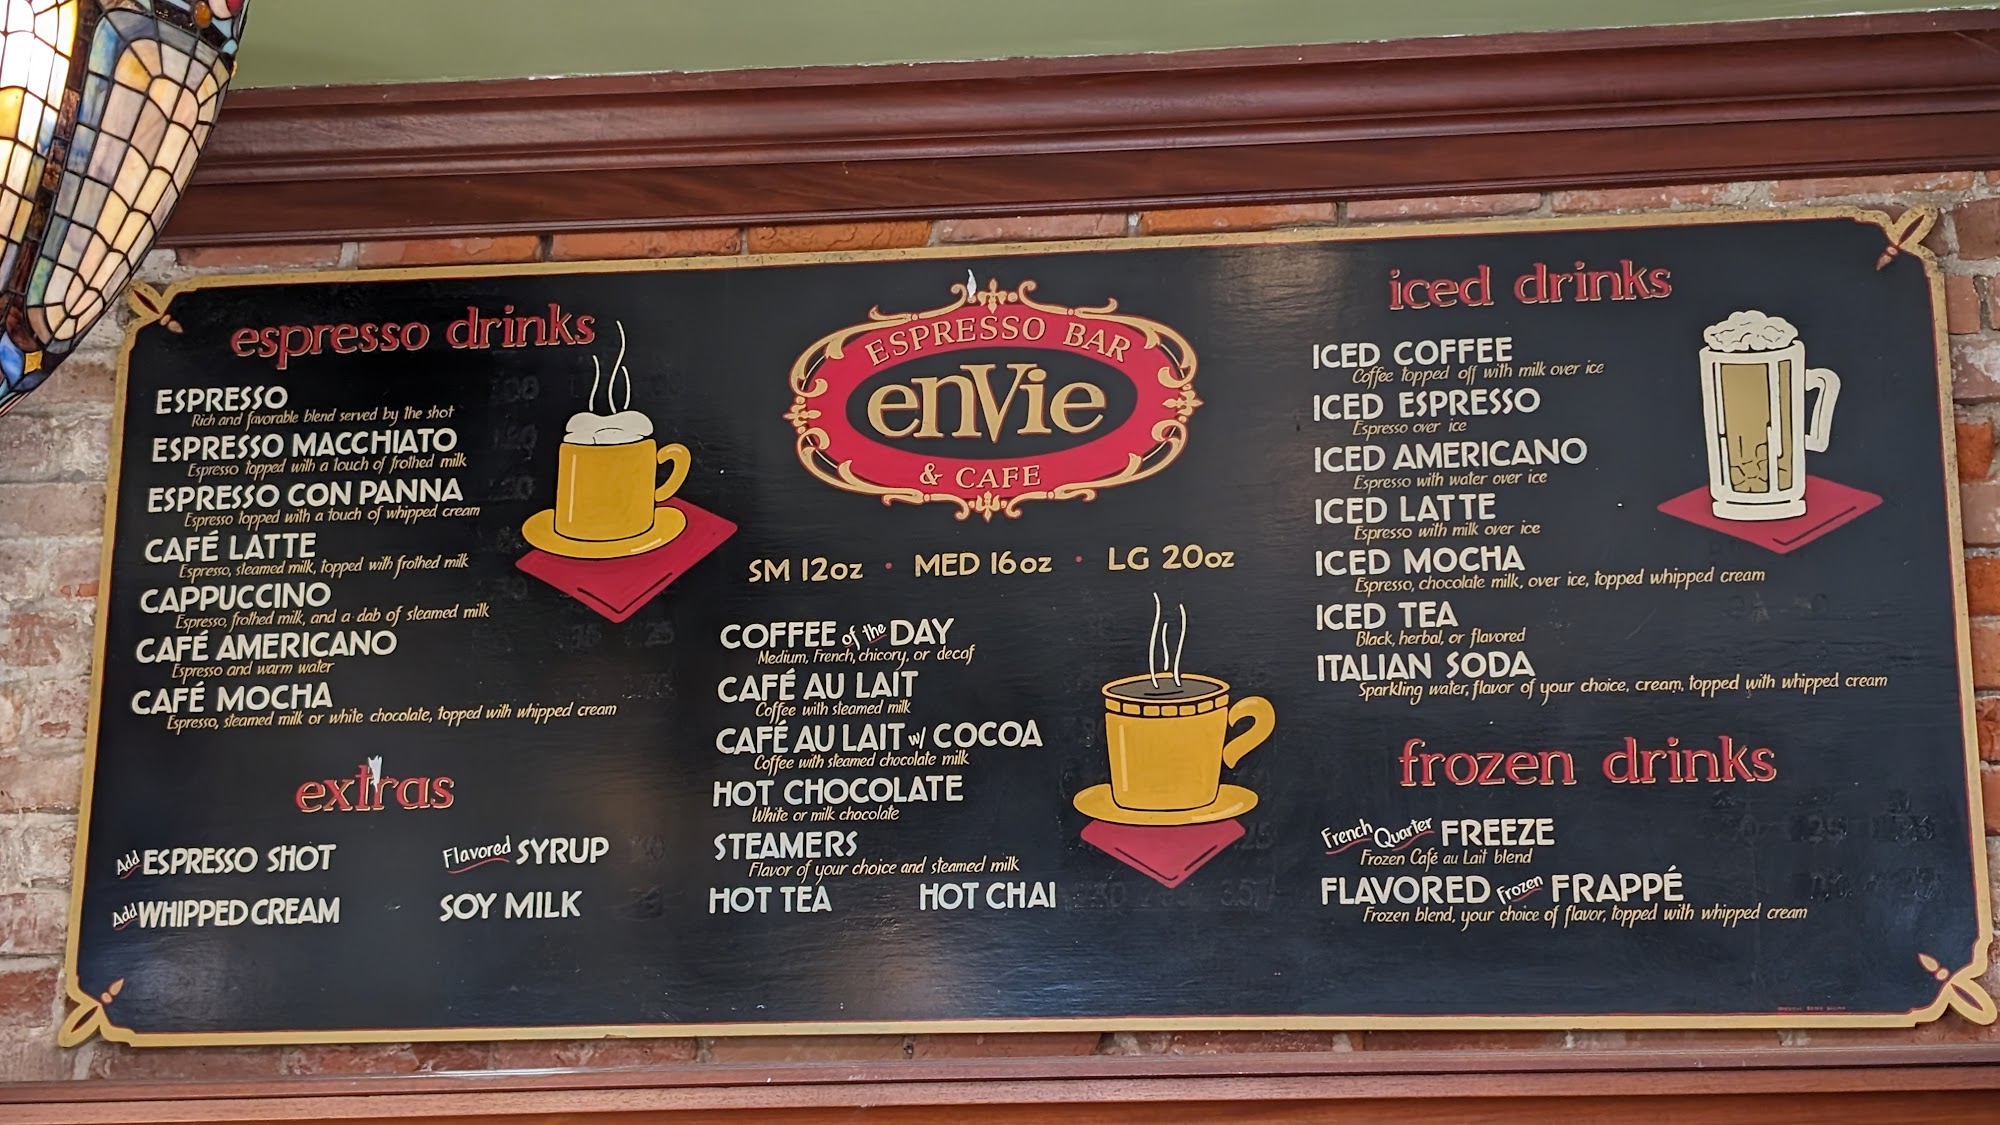 espresso drinks
ESPRESSO
Rich and favorable blend served by the shot
ESPRESSO MACCHIATO
Espresso topped with a touch of frothed milk
ESPRESSO CON PANNA
Espresso topped with a touch of whipped cream
CAFÉ LATTE
Espresso, steamed milk, topped with frothed milk
CAPPUCCINO
Espresso, frothed milk, and a dab of steamed milk
CAFÉ AMERICANO
Espresso and warm water
CAFÉ MOCHA
Espresso, steamed milk or white chocolate, topped with whipped cream
extras
Add ESPRESSO SHOT
Flavored SYRUP
Add WHIPPED CREAM
SOY MILK
ESPRESSO BAR
enVie
& CAFE
SM 12oz • MED 16oz • LG 20oz
COFFEE of the DAY
Medium, French, chicory, or decaf
CAFÉ AU LAIT
Coffee with steamed milk
CAFÉ AU LAIT w/ COCOA
Coffee with steamed chocolate milk
HOT CHOCOLATE
White or milk chocolate
STEAMERS
Flavor of your choice and steamed milk
HOT TEA
HOT CHAI
iced drinks
ICED COFFEE
Coffee topped off with milk over ice
ICED ESPRESSO
Espresso over ice
ICED AMERICANO
Espresso with water over ice
ICED LATTE
Espresso with milk over ice
ICED MOCHA
Espresso, chocolate milk, over ice, topped whipped cream
ICED TEA
Black, herbal, or flavored
ITALIAN SODA
Sparkling water, flavor of your choice, cream, topped with whipped cream
frozen drinks
French Quarter FREEZE
Frozen Café au Lait blend
FLAVORED Frozen FRAPPÉ
Frozen blend, your choice of flavor, topped with whipped cream